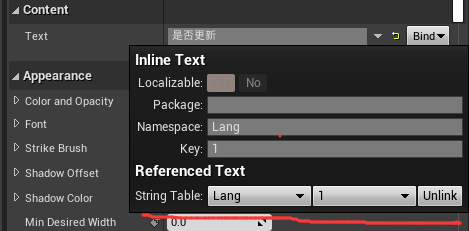 Content
Text 是否更新 Bind
Inline Text
Localizable: No
Package:
Namespace: Lang
Key: 1
Referenced Text
String Table: Lang 1 Unlink
Appearance
Color and Opacity
Font
Strike Brush
Shadow Offset
Shadow Color
Min Desired Width 0.0